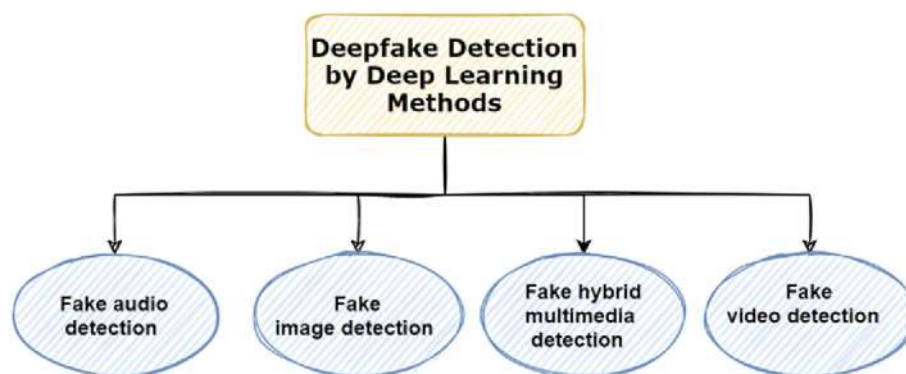 Deepfake Detection
by Deep Learning
Methods
Fake audio
detection
Fake
image detection
Fake hybrid
multimedia
detection
Fake
video detection